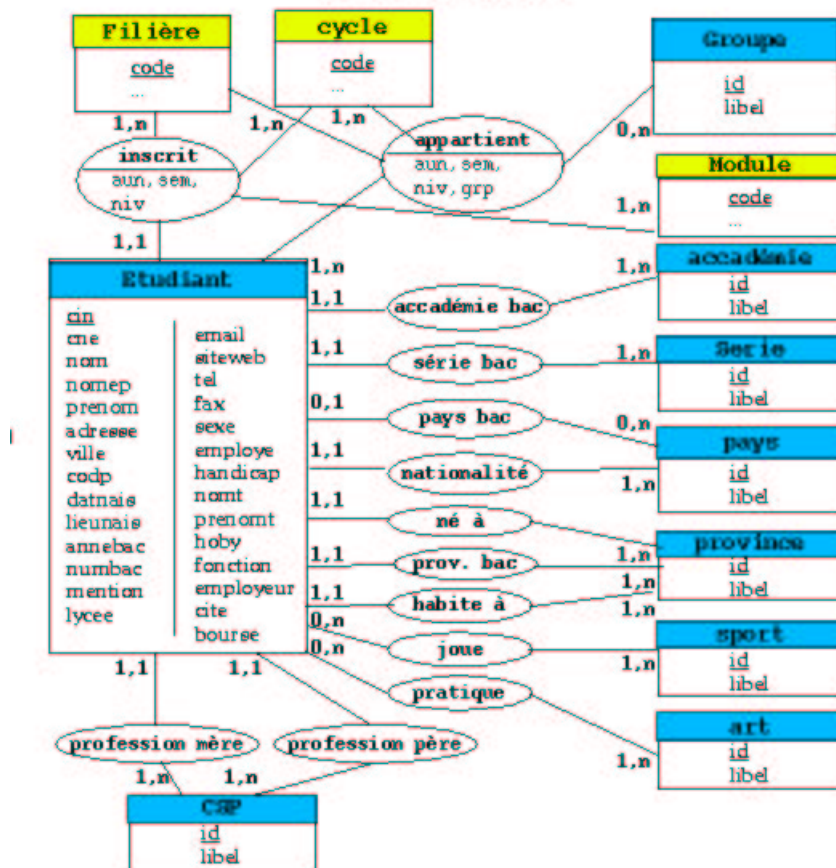 Filière
code
...
cycle
code
...
Groupe
id
libel
1,n
1,n
1,n
0,n
inscrit
aun, sem,
niv
appartient
aun, sem,
niv, grp
Module
code
...
1,n
1,1
1,n
Etudiant
cin
cne
nom
nomep
prenom
adresse
ville
codp
datnais
lieunais
annebac
numbac
mention
lycee
email
siteweb
tel
fax
sexe
employe
handicap
nomt
prenomt
hoby
fonction
employeur
cite
bourse
1,1
accadémie bac
1,n
accadémie
id
libel
1,1
série bac
1,n
Serie
id
libel
0,1
pays bac
0,n
pays
id
libel
1,1
nationalité
1,n
1,1
né à
province
id
libel
1,1
prov. bac
1,n
1,1
habite à
1,n
1,n
0,n
joue
1,n
sport
id
libel
0,n
pratique
1,n
art
id
libel
1,1
1,1
profession mère
profession père
1,n
1,n
CSP
id
libel